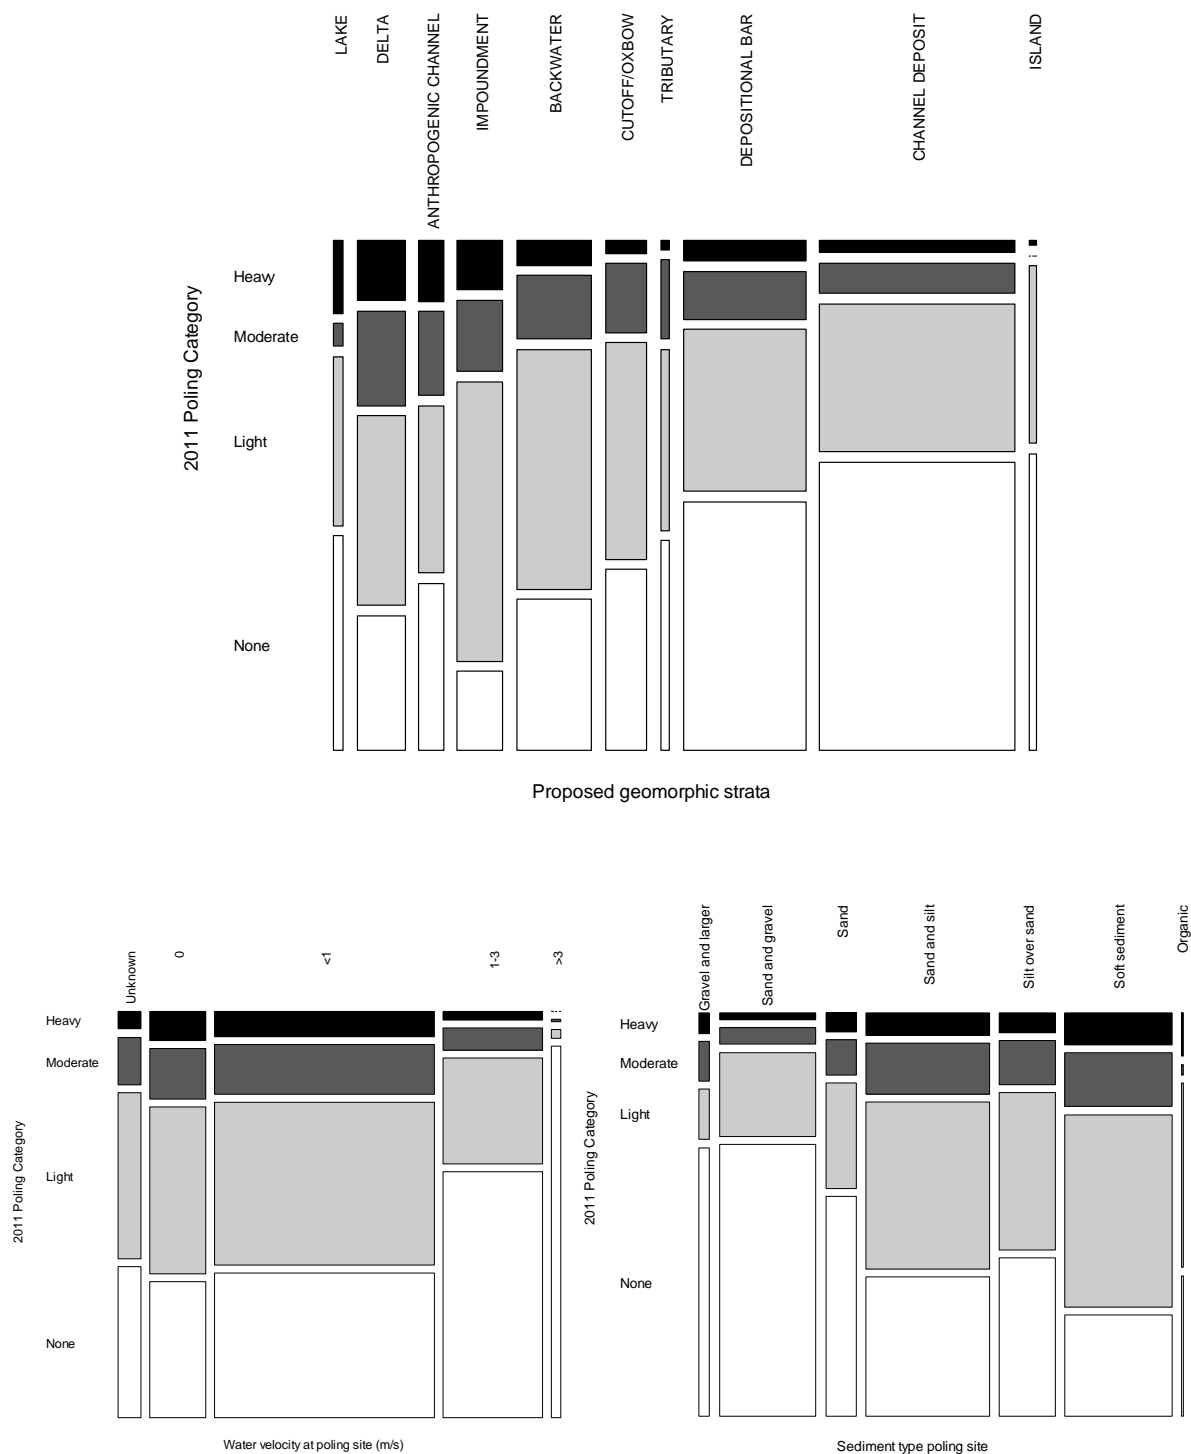 LAKE
DELTA
ANTHROPOGENIC CHANNEL
IMPOUNDMENT
BACKWATER
CUTOFF/OXBOW
TRIBUTARY
DEPOSITIONAL BAR
CHANNEL DEPOSIT
ISLAND
2011 Poling Category
Heavy
Moderate
Light
None
Proposed geomorphic strata
Unknown
0
<1
1-3
>3
2011 Poling Category
Heavy
Moderate
Light
None
Water velocity at poling site (m/s)
Gravel and larger
Sand and gravel
Sand
Sand and silt
Silt over sand
Soft sediment
Organic
2011 Poling Category
Heavy
Moderate
Light
None
Sediment type poling site